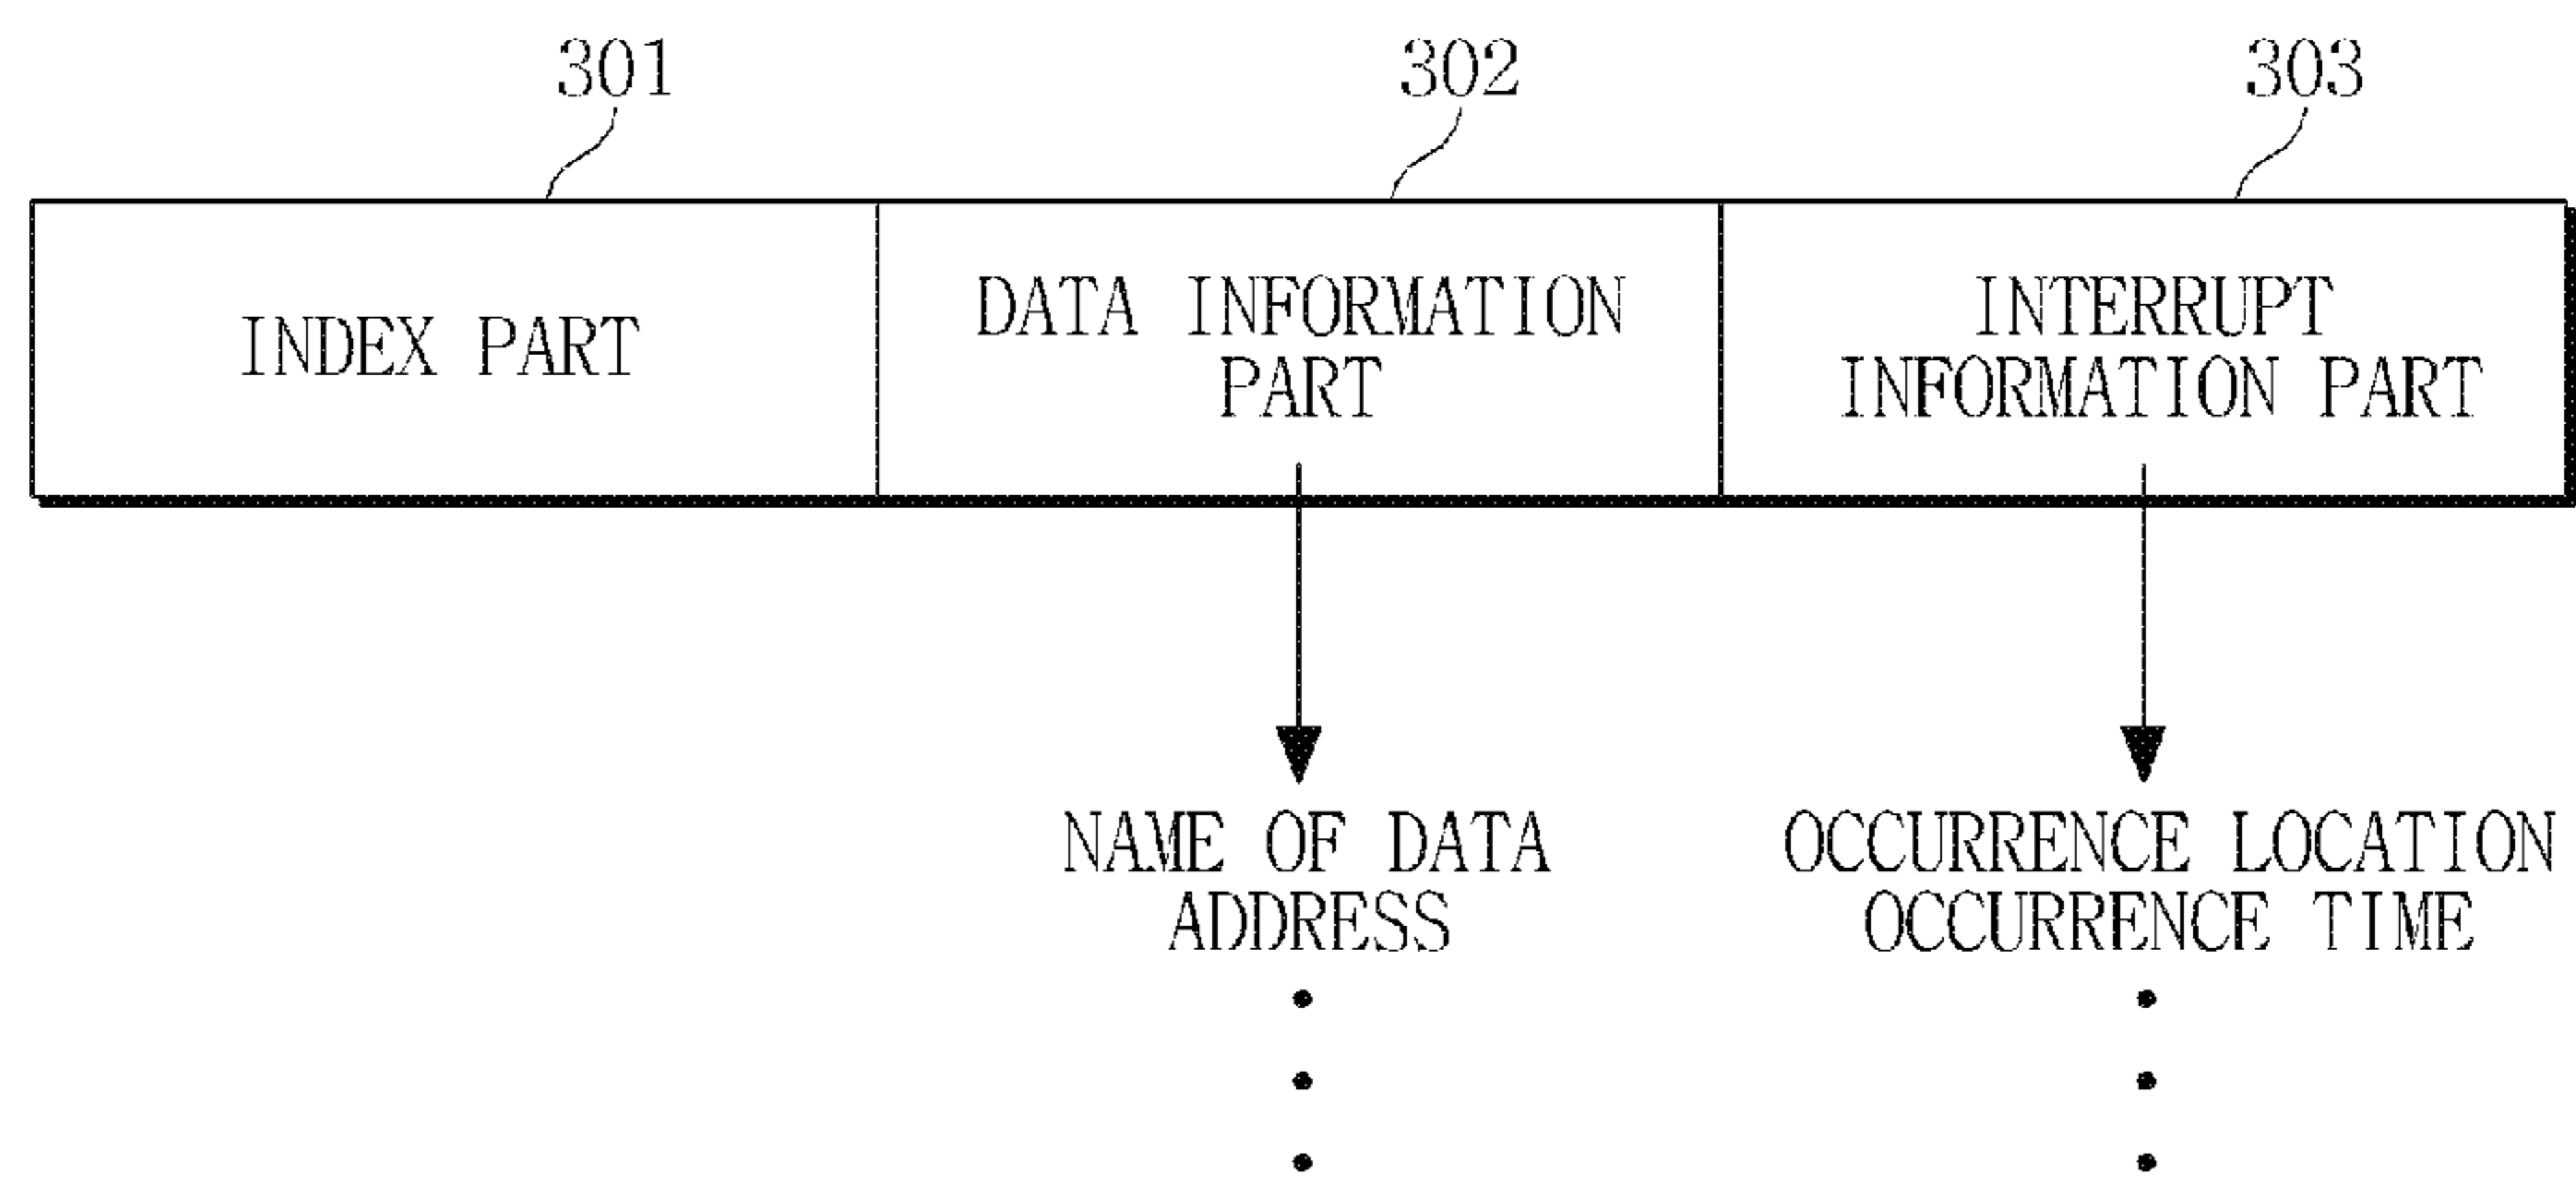 301
302
303
INDEX PART
DATA INFORMATION
PART
INTERRUPT
INFORMATION PART
NAME OF DATA
ADDRESS
OCCURRENCE LOCATION
OCCURRENCE TIME